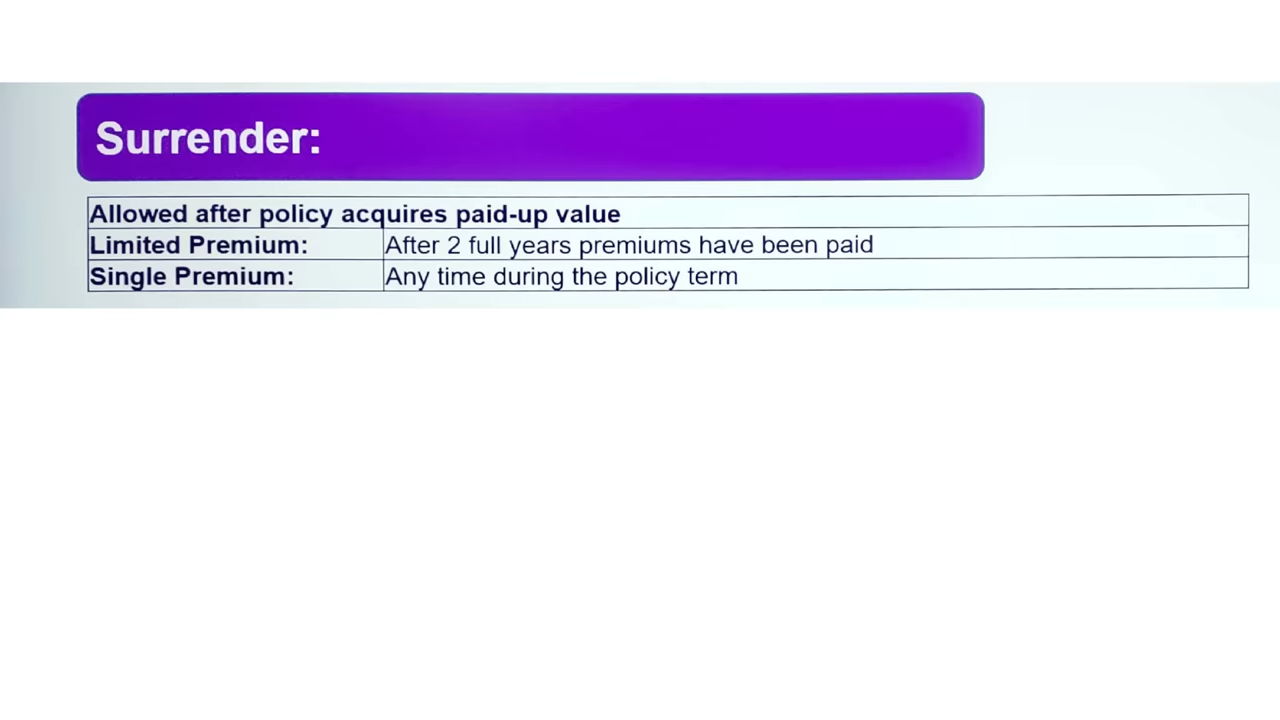 Surrender:
Allowed after policy acquires paid-up value
Limited Premium: After 2 full years premiums have been paid
Single Premium: Any time during the policy term